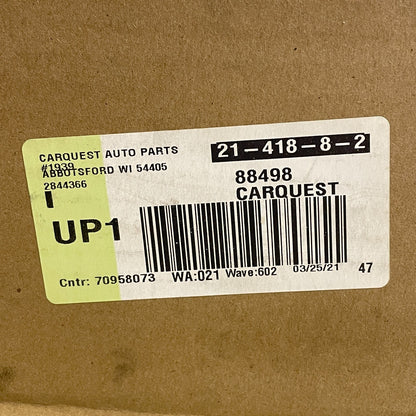 CARQUEST AUTO PARTS
#1939
ABBOTSFORD WI 54405
2844366
21-418-8-2
88498
CARQUEST
UP1
Cntr: 70958073 WA:021 Wave:602 03/25/21 47